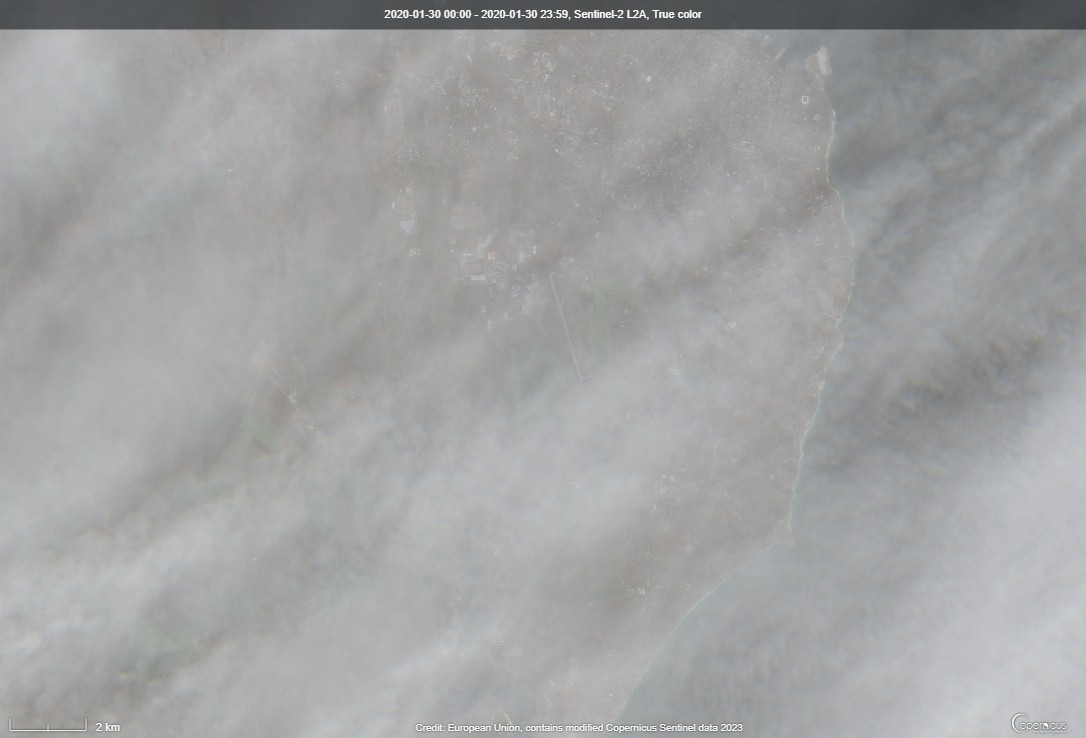 2020-01-30 00:00 - 2020-01-30 23:59, Sentinel-2 L2A, True color
2 km
Credit: European Union, contains modified Copernicus Sentinel data 2023
opernicus